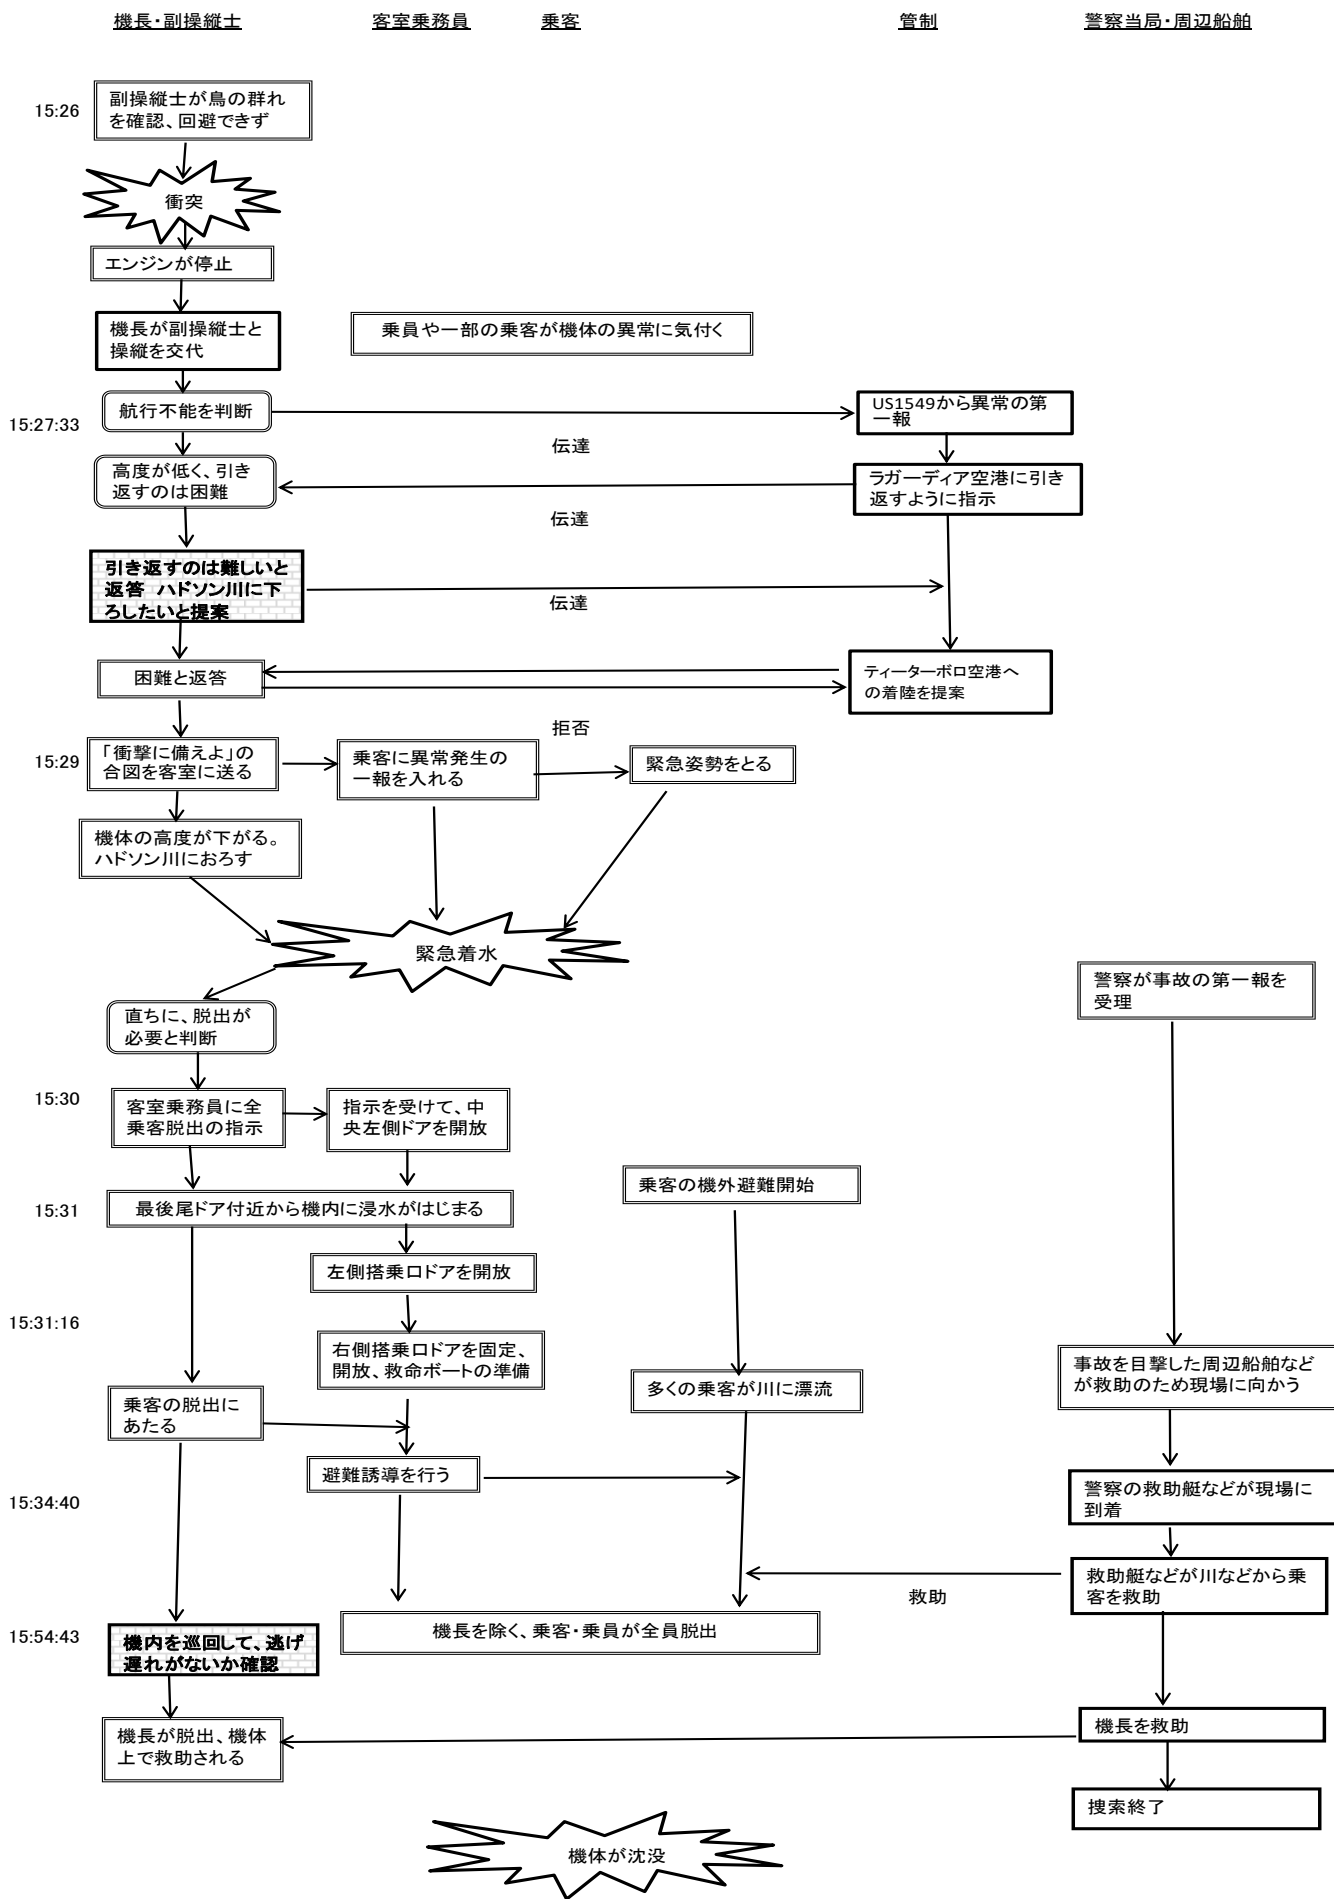 機長・副操縦士
客室乗務員
乗客
管制
警察当局・周辺船舶
15:26
副操縦士が鳥の群れ
を確認、回避できず
衝突
エンジンが停止
機長が副操縦士と
操縦を交代
乗員や一部の乗客が機体の異常に気付く
15:27:33
航行不能を判断
US1549から異常の第
一報
伝達
高度が低く、引き
返すのは困難
ラガーディア空港に引き
返すように指示
伝達
引き返すのは難しいと
返答 ハドソン川に下
ろしたいと提案
伝達
困難と返答
ティーターボロ空港へ
の着陸を提案
拒否
15:29
「衝撃に備えよ」の
合図を客室に送る
乗客に異常発生の
一報を入れる
緊急姿勢をとる
機体の高度が下がる。
ハドソン川におろす
緊急着水
警察が事故の第一報を
受理
直ちに、脱出が
必要と判断
15:30
客室乗務員に全
乗客脱出の指示
指示を受けて、中
央左側ドアを開放
乗客の機外避難開始
15:31
最後尾ドア付近から機内に浸水がはじまる
左側搭乗口ドアを開放
15:31:16
右側搭乗口ドアを固定、
開放、救命ボートの準備
多くの乗客が川に漂流
事故を目撃した周辺船舶など
が救助のため現場に向かう
乗客の脱出に
あたる
避難誘導を行う
15:34:40
警察の救助艇などが現場に
到着
救助艇などが川などから乗
客を救助
救助
15:54:43
機内を巡回して、逃げ
遅れがないか確認
機長を除く、乗客・乗員が全員脱出
機長が脱出、機体
上で救助される
機長を救助
捜索終了
機体が沈没